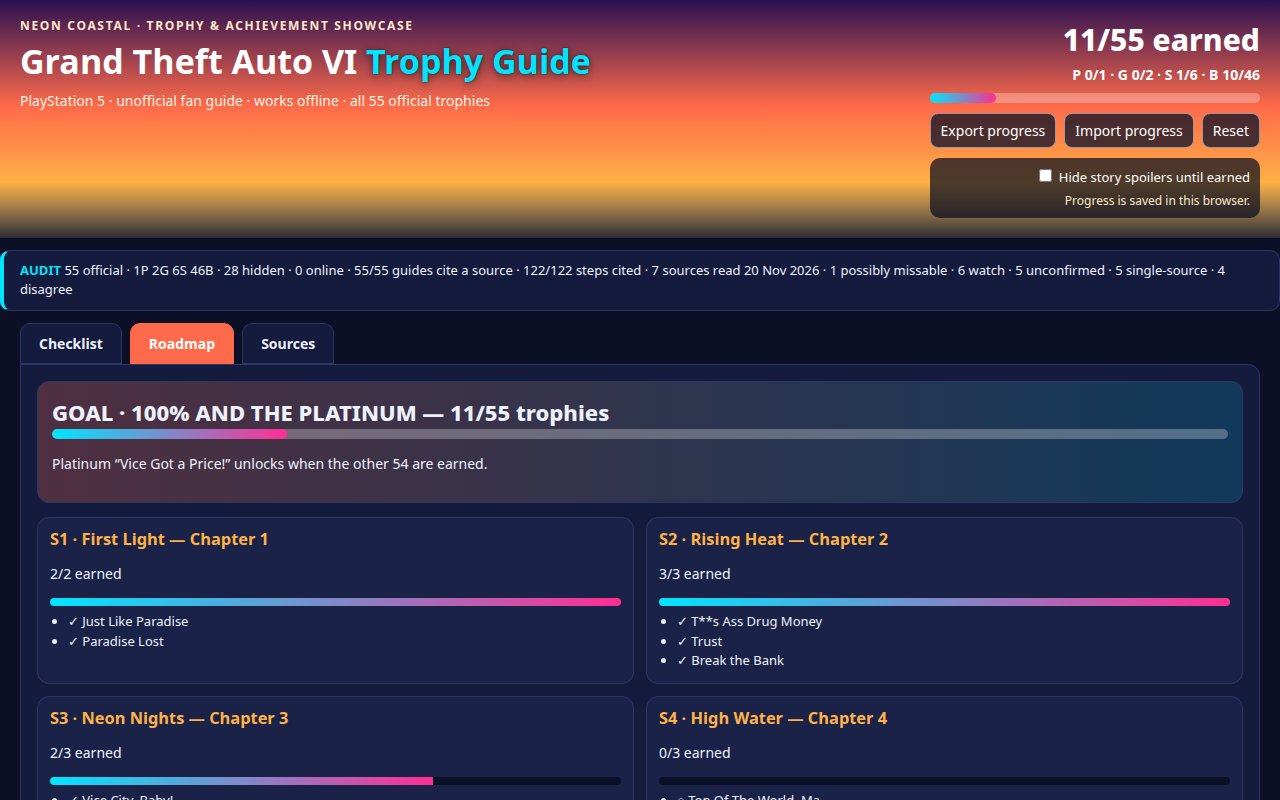 NEON COASTAL · TROPHY & ACHIEVEMENT SHOWCASE
Grand Theft Auto VI Trophy Guide
PlayStation 5 · unofficial fan guide · works offline · all 55 official trophies
11/55 earned
P 0/1 · G 0/2 · S 1/6 · B 10/46
Export progress
Import progress
Reset
Hide story spoilers until earned
Progress is saved in this browser.
AUDIT 55 official · 1P 2G 6S 46B · 28 hidden · 0 online · 55/55 guides cite a source · 122/122 steps cited · 7 sources read 20 Nov 2026 · 1 possibly missable · 6 watch · 5 unconfirmed · 5 single-source · 4
disagree
Checklist
Roadmap
Sources
GOAL · 100% AND THE PLATINUM — 11/55 trophies
Platinum “Vice Got a Price!” unlocks when the other 54 are earned.
S1 · First Light — Chapter 1
2/2 earned
✓ Just Like Paradise
✓ Paradise Lost
S2 · Rising Heat — Chapter 2
3/3 earned
✓ T**s Ass Drug Money
✓ Trust
✓ Break the Bank
S3 · Neon Nights — Chapter 3
2/3 earned
✓ Vice City, Baby!
S4 · High Water — Chapter 4
0/3 earned
○ Top Of The World, Ma